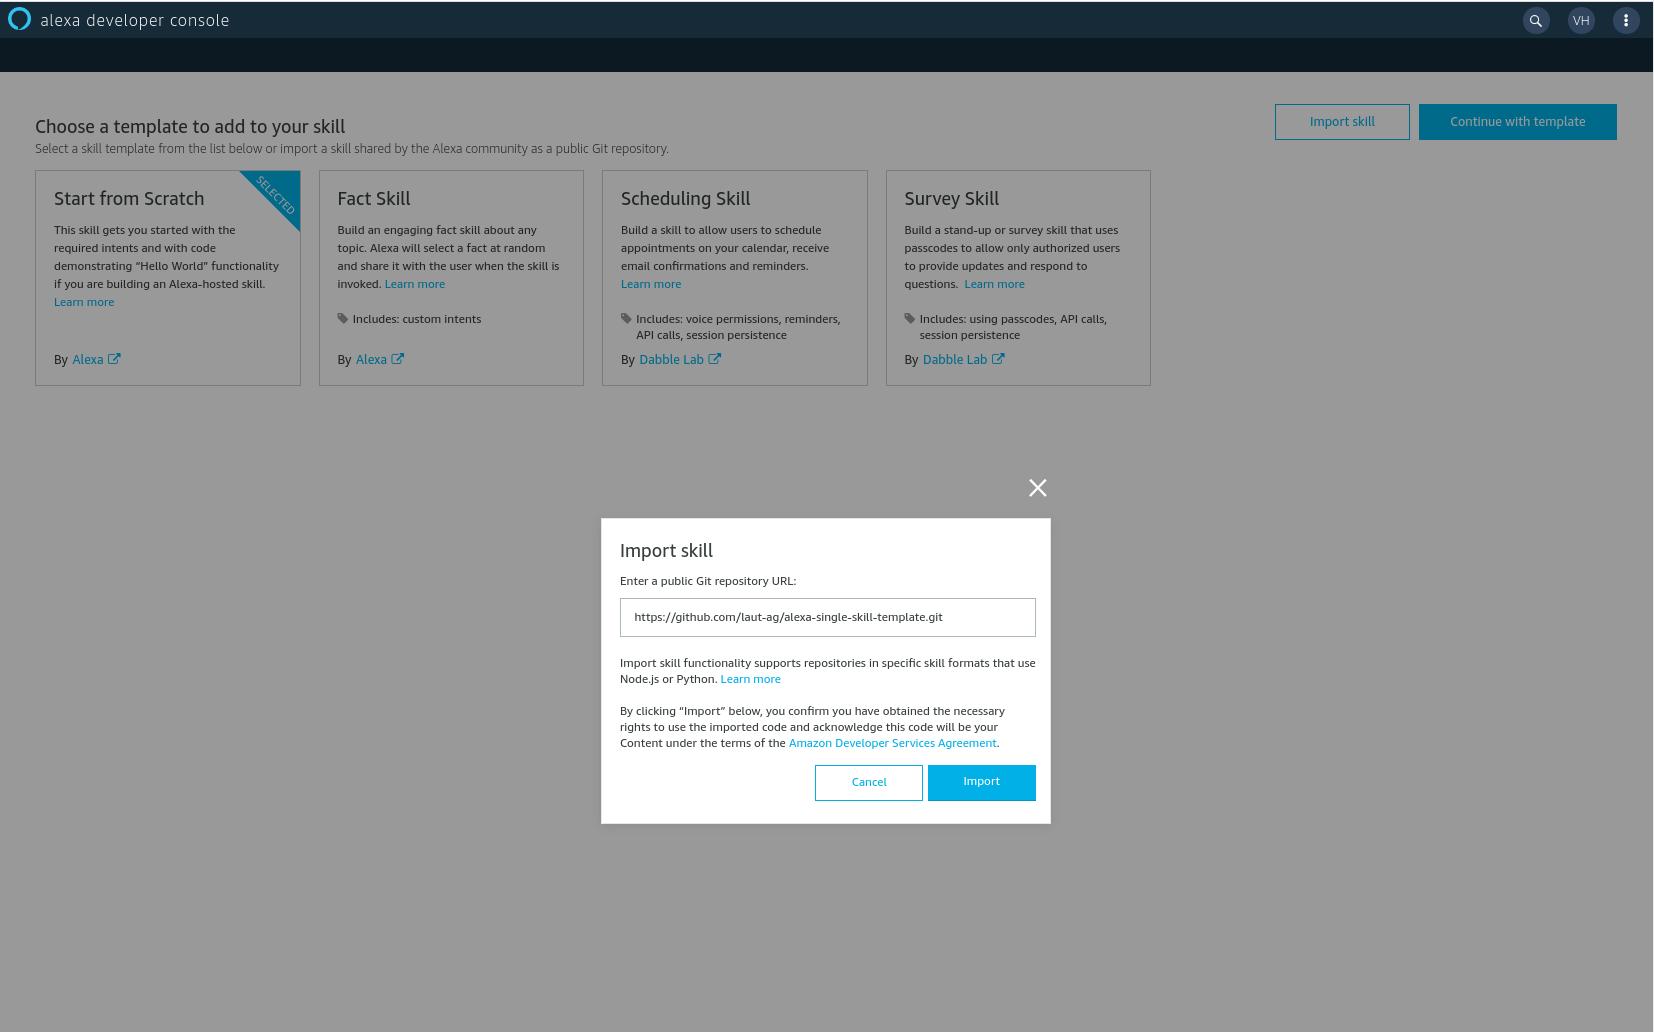 alexa developer console
VH
Choose a template to add to your skill
Select a skill template from the list below or import a skill shared by the Alexa community as a public Git repository.
Import skill
Continue with template
Start from Scratch
SELECTED
This skill gets you started with the
required intents and with code
demonstrating “Hello World” functionality
if you are building an Alexa-hosted skill.
Learn more
By Alexa
Fact Skill
Build an engaging fact skill about any
topic. Alexa will select a fact at random
and share it with the user when the skill is
invoked. Learn more
Includes: custom intents
By Alexa
Scheduling Skill
Build a skill to allow users to schedule
appointments on your calendar, receive
email confirmations and reminders.
Learn more
Includes: voice permissions, reminders,
API calls, session persistence
By Dabble Lab
Survey Skill
Build a stand-up or survey skill that uses
passcodes to allow only authorized users
to provide updates and respond to
questions. Learn more
Includes: using passcodes, API calls,
session persistence
By Dabble Lab
Import skill
Enter a public Git repository URL:
https://github.com/laut-ag/alexa-single-skill-template.git
Import skill functionality supports repositories in specific skill formats that use
Node.js or Python. Learn more
By clicking “Import” below, you confirm you have obtained the necessary
rights to use the imported code and acknowledge this code will be your
Content under the terms of the Amazon Developer Services Agreement.
Cancel
Import